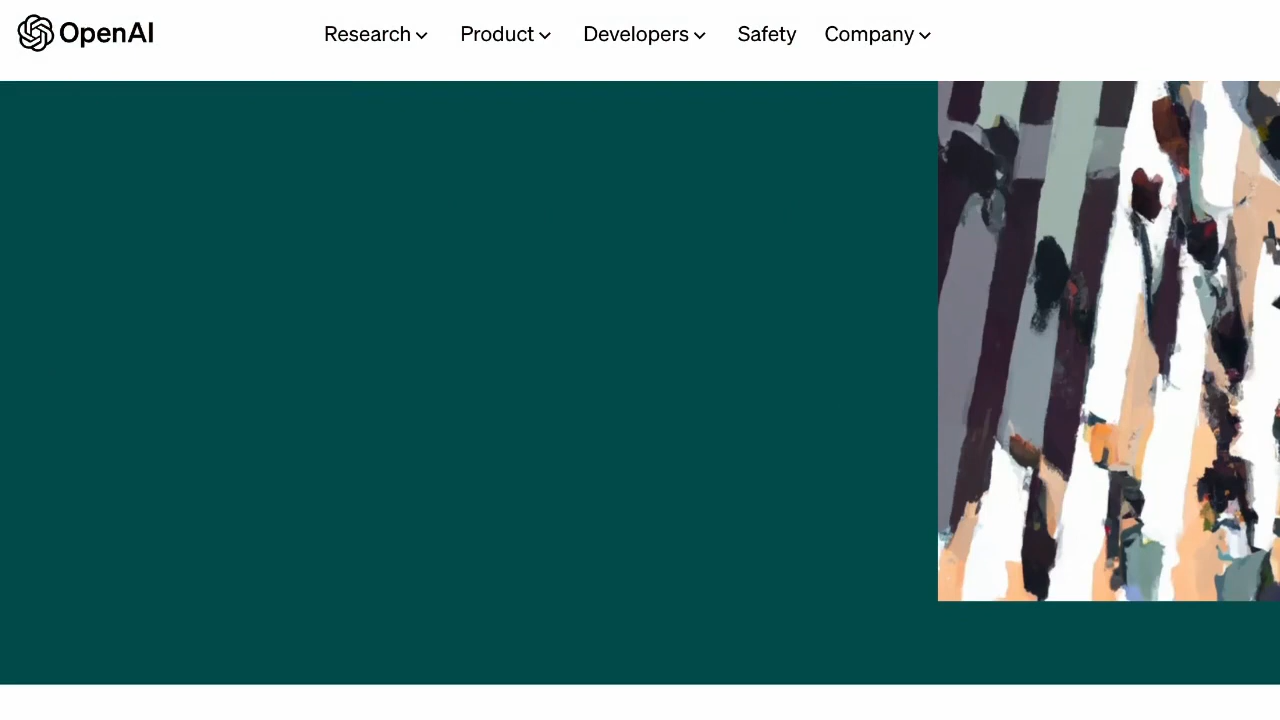 OpenAI
Research
Product
Developers
Safety
Company